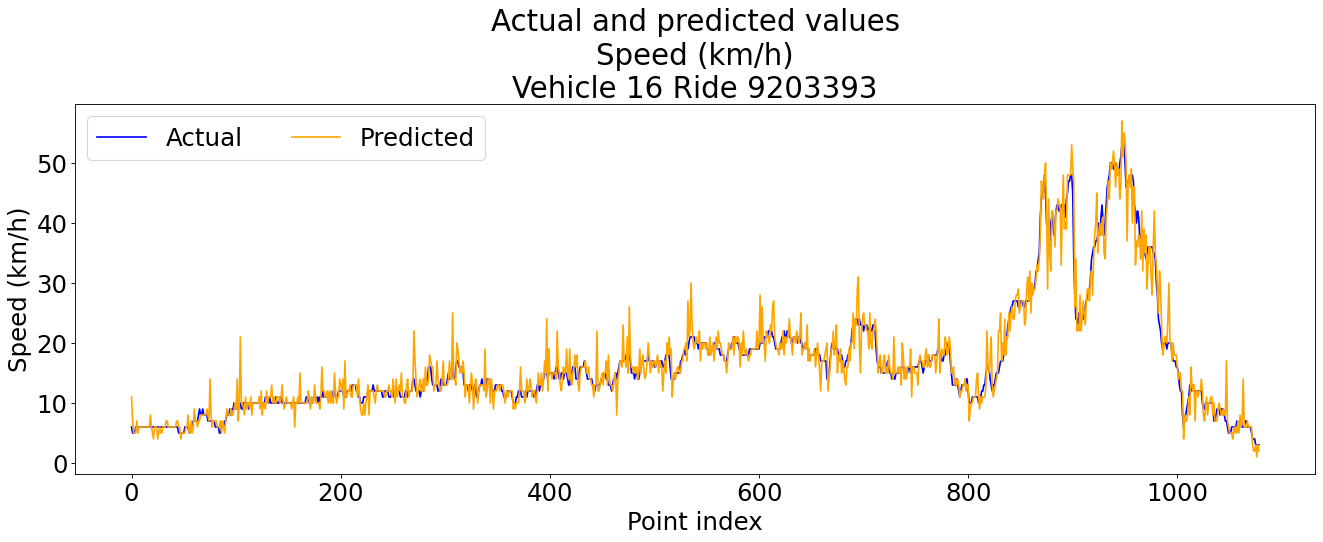 Actual and predicted values
Speed (km/h)
Vehicle 16 Ride 9203393
Actual Predicted
50
40
30
20
10
0
Speed (km/h)
0 200 400 600 800 1000
Point index